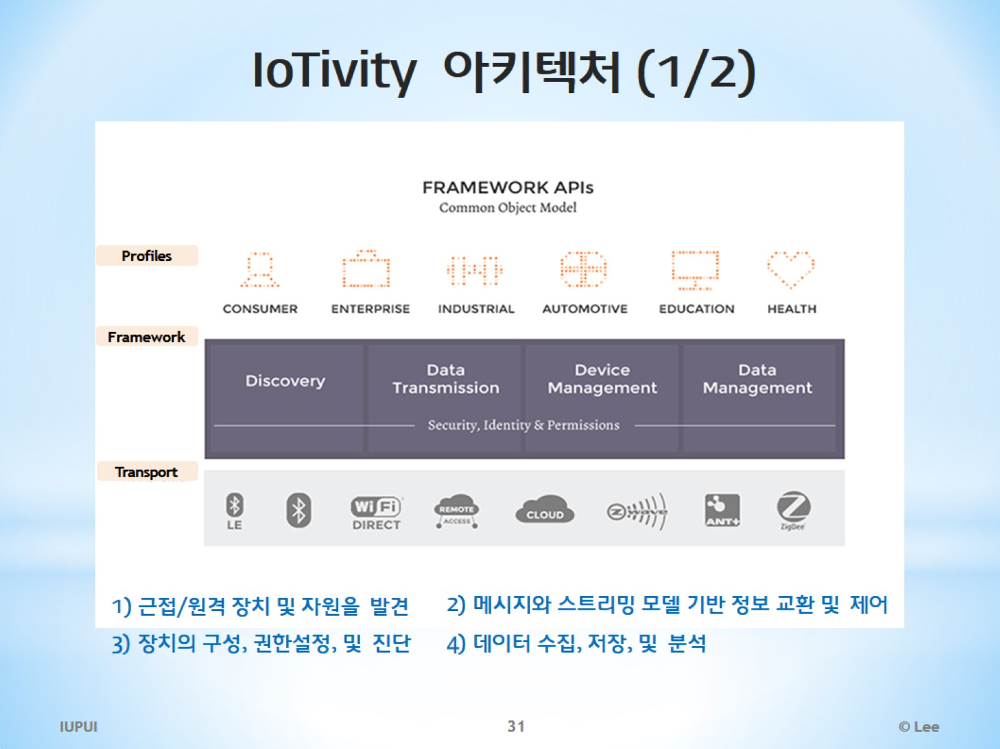 IoTivity 아키텍처 (1/2)
FRAMEWORK APIs
Common Object Model
Profiles
CONSUMER ENTERPRISE INDUSTRIAL AUTOMOTIVE EDUCATION HEALTH
Framework
Discovery
Data
Transmission
Device
Management
Data
Management
Security, Identity & Permissions
Transport
LE
WiFi
DIRECT
REMOTE
ACCESS
CLOUD
Z wave
ANT+
ZigBee
1) 근접/원격 장치 및 자원을 발견
2) 메시지와 스트리밍 모델 기반 정보 교환 및 제어
3) 장치의 구성, 권한설정, 및 진단
4) 데이터 수집, 저장, 및 분석
IUPUI
31
© Lee